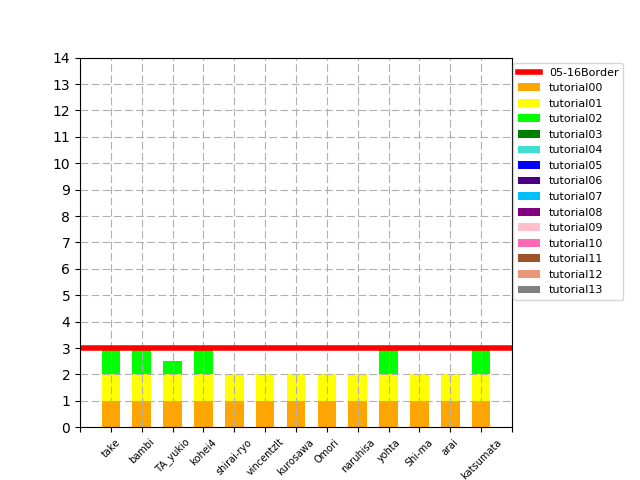 14
13
12
11
10
9
8
7
6
5
4
3
2
1
0
take
bambi
TA_yukio
kohei4
shirai-ryo
vincentzlt
kurosawa
Omori
naruhisa
yohta
Shi-ma
arai
katsumata
05-16Border
tutorial00
tutorial01
tutorial02
tutorial03
tutorial04
tutorial05
tutorial06
tutorial07
tutorial08
tutorial09
tutorial10
tutorial11
tutorial12
tutorial13